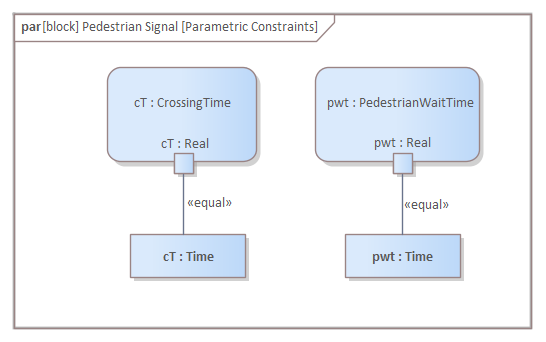 par [block] Pedestrian Signal [Parametric Constraints]
cT : CrossingTime
pwt : PedestrianWaitTime
cT : Real
pwt : Real
«equal»
«equal»
cT : Time
pwt : Time